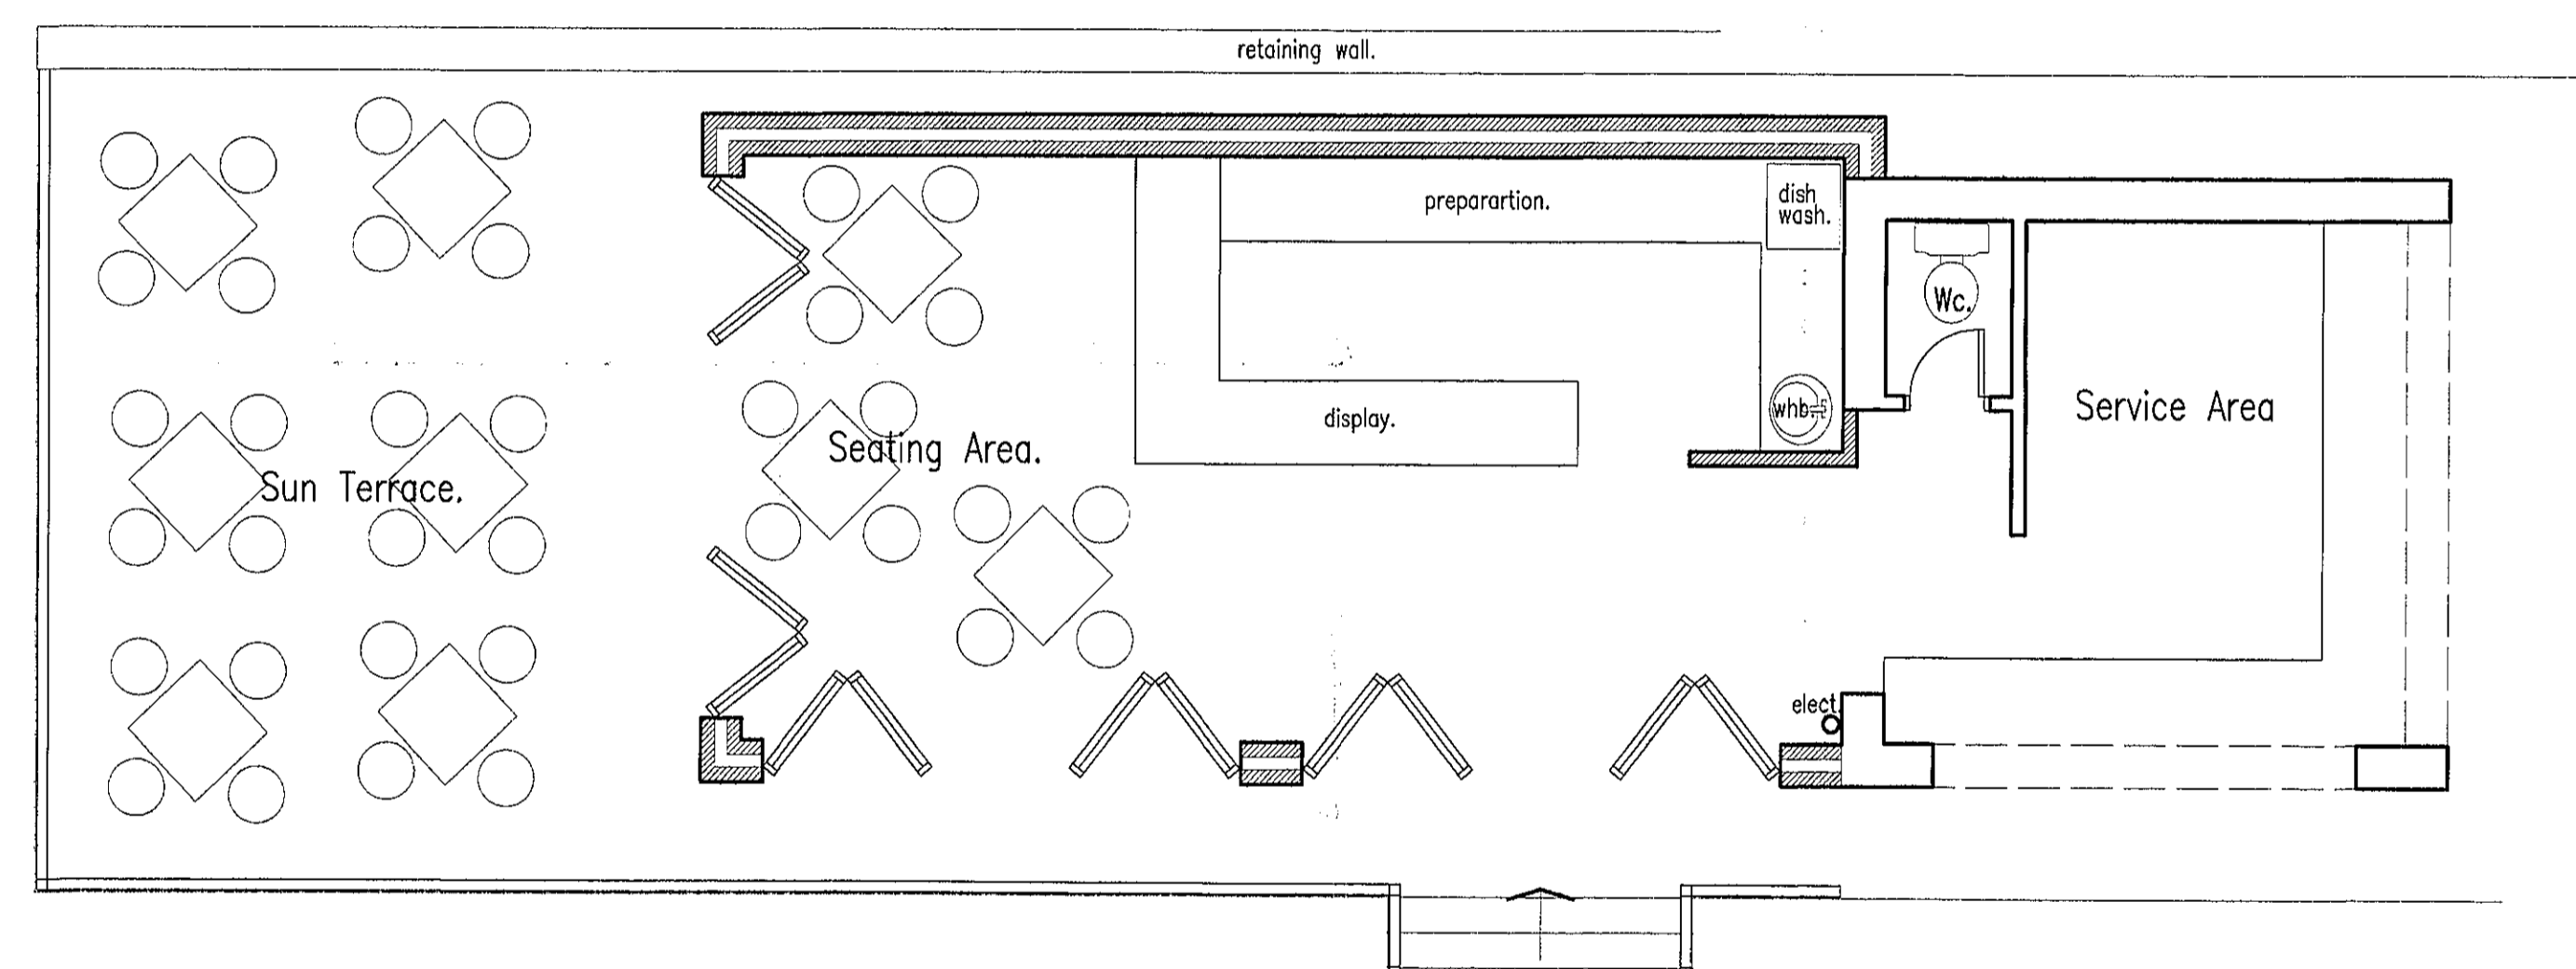 retaining wall.
preparartion.
dish
wash.
Wc.
Service Area
whb.
display.
Seating Area.
Sun Terrace.
elect.